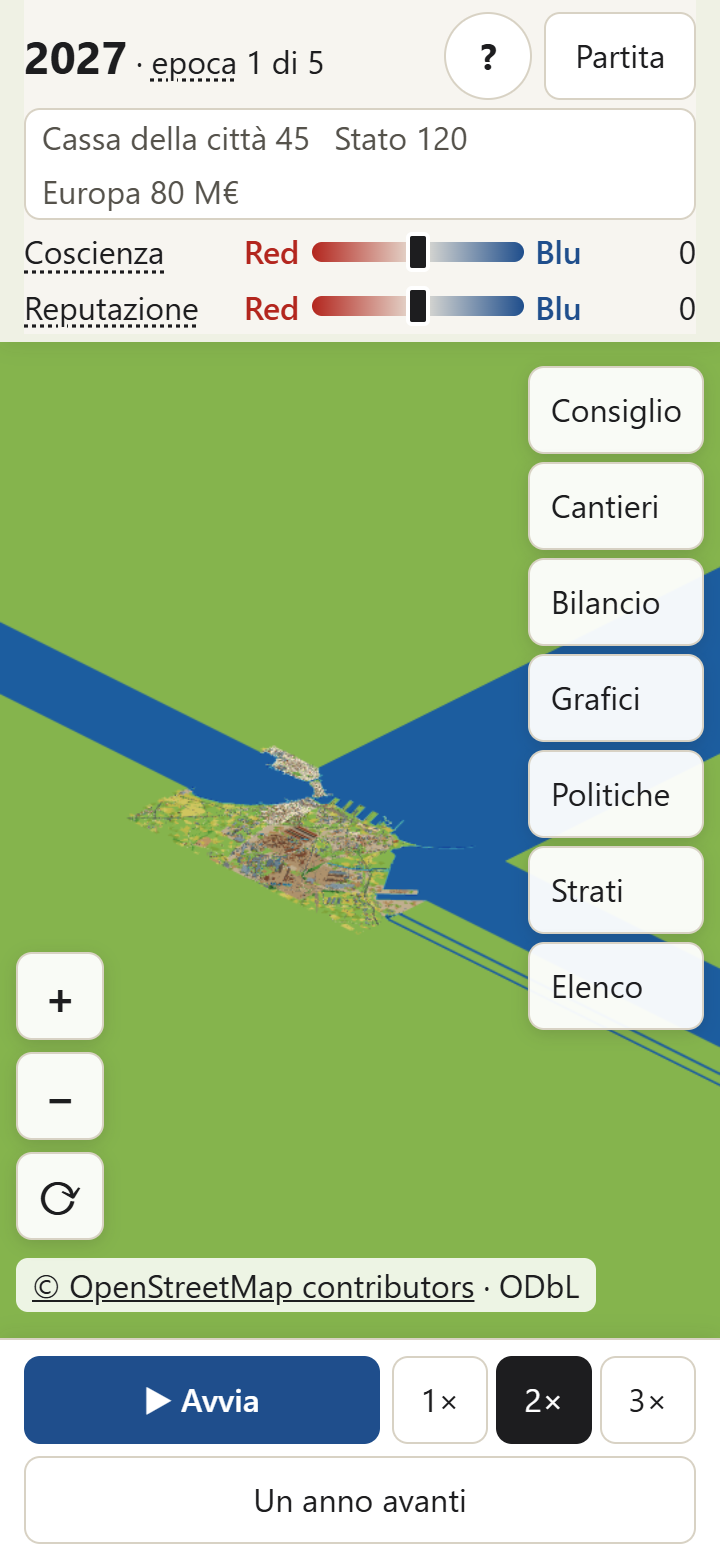 2027 · epoca 1 di 5
?
Partita
Cassa della città 45 Stato 120
Europa 80 M€
Coscienza Red Blu 0
Reputazione Red Blu 0
Consiglio
Cantieri
Bilancio
Grafici
Politiche
Strati
Elenco
+
−
© OpenStreetMap contributors · ODbL
▶ Avvia
1×
2×
3×
Un anno avanti